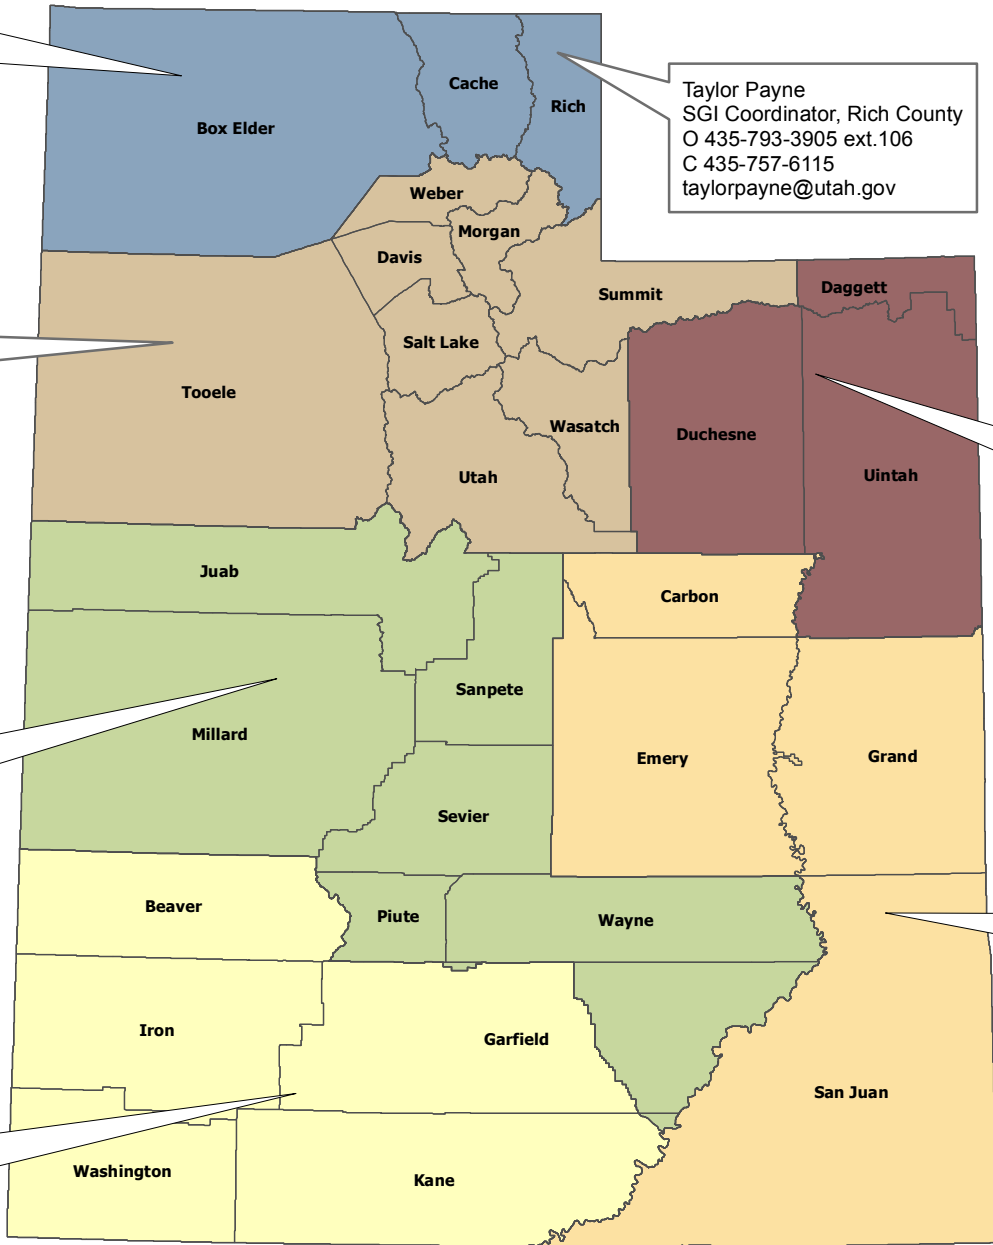 Cache
Rich
Box Elder
Taylor Payne
SGI Coordinator, Rich County
O 435-793-3905 ext.106
C 435-757-6115
taylorpayne@utah.gov
Weber
Morgan
Davis
Summit
Daggett
Salt Lake
Tooele
Wasatch
Duchesne
Utah
Uintah
Juab
Carbon
Sanpete
Millard
Emery
Grand
Sevier
Beaver
Piute
Wayne
Iron
Garfield
San Juan
Washington
Kane